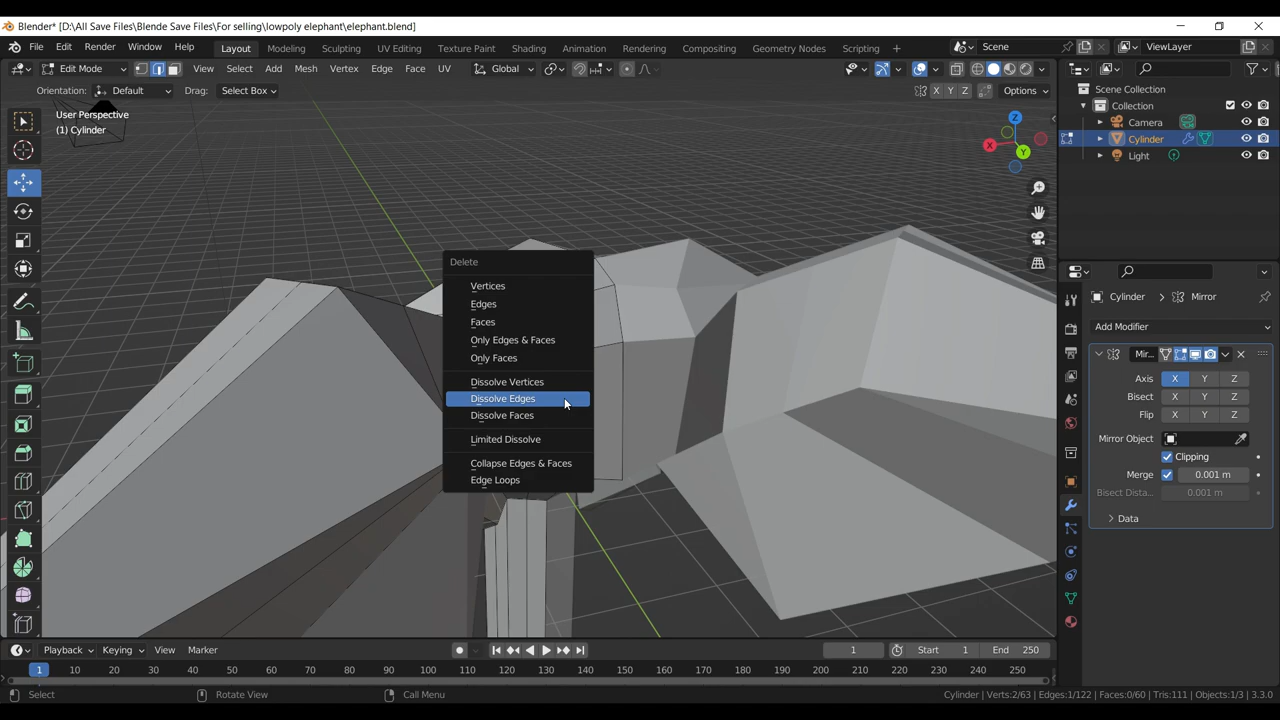 Blender* [D:\All Save Files\Blende Save Files\For selling\lowpoly elephant\elephant.blend]
File Edit Render Window Help Layout Modeling Sculpting UV Editing Texture Paint Shading Animation Rendering Compositing Geometry Nodes Scripting + Scene ViewLayer
Edit Mode View Select Add Mesh Vertex Edge Face UV Global
Orientation: Default Drag: Select Box X Y Z Options
User Perspective
(1) Cylinder
Z
X
Y
Scene Collection
Collection
Camera
Cylinder
Light
Delete
Vertices
Edges
Faces
Only Edges & Faces
Only Faces
Dissolve Vertices
Dissolve Edges
Dissolve Faces
Limited Dissolve
Collapse Edges & Faces
Edge Loops
Cylinder > Mirror
Add Modifier
Mir...
Axis X Y Z
Bisect X Y Z
Flip X Y Z
Mirror Object
Clipping
Merge 0.001 m
Bisect Dista... 0.001 m
Data
Playback Keying View Marker 1 Start 1 End 250
1 10 20 30 40 50 60 70 80 90 100 110 120 130 140 150 160 170 180 190 200 210 220 230 240 250
Select Rotate View Call Menu Cylinder | Verts:2/63 | Edges:1/122 | Faces:0/60 | Tris:111 | Objects:1/3 | 3.3.0